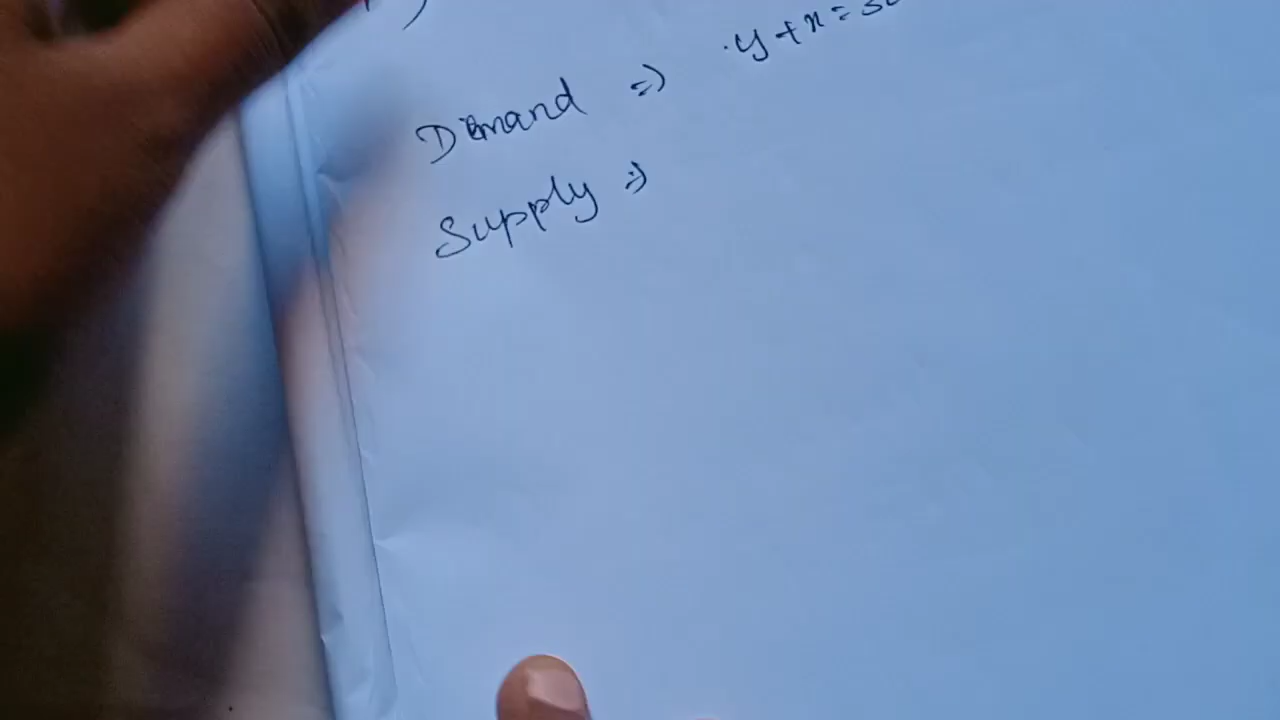 )
Demand => y + x =
Supply =>